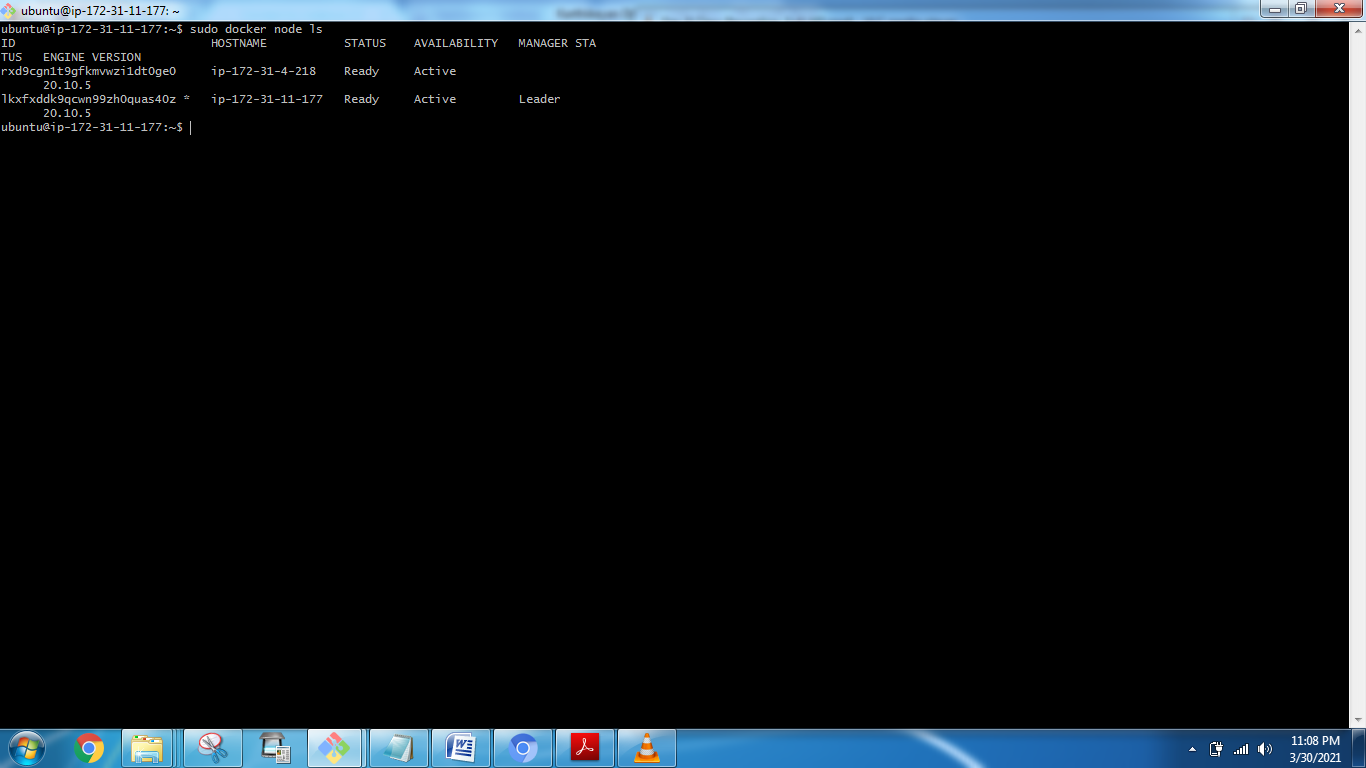 ubuntu@ip-172-31-11-177: ~
ubuntu@ip-172-31-11-177:~$ sudo docker node ls
ID                            HOSTNAME           STATUS    AVAILABILITY   MANAGER STA
TUS   ENGINE VERSION
rxd9cgn1t9gfkmvwzi1dt0ge0     ip-172-31-4-218    Ready     Active
      20.10.5
lkxfxddk9qcwn99zh0quas40z *   ip-172-31-11-177   Ready     Active         Leader
      20.10.5
ubuntu@ip-172-31-11-177:~$
11:08 PM
3/30/2021